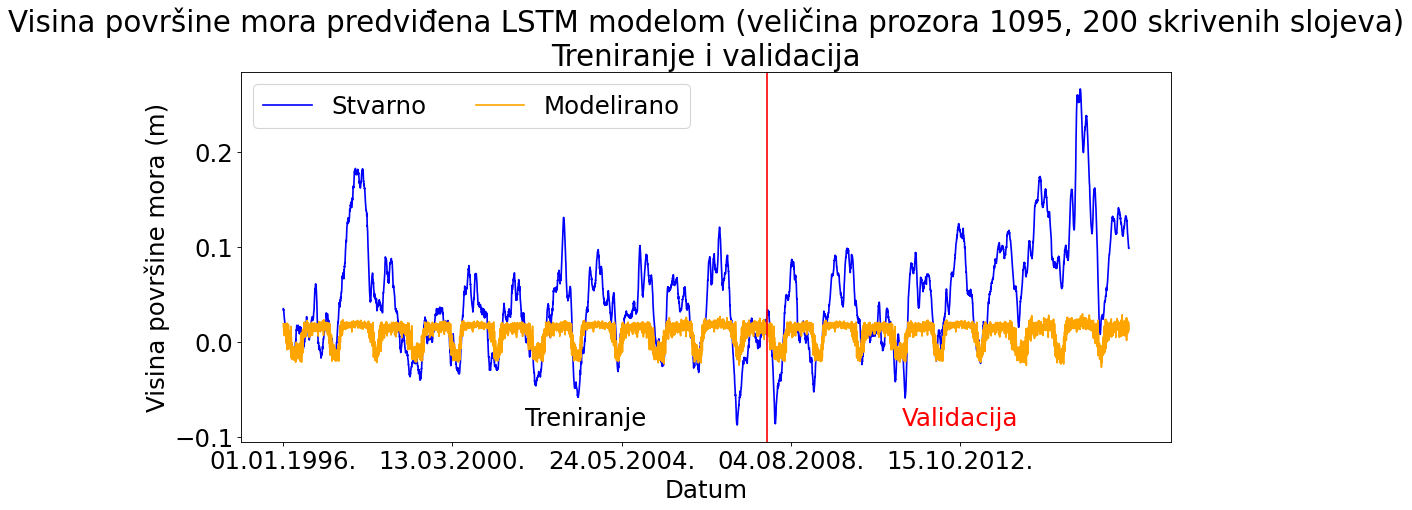 Visina površine mora predviđena LSTM modelom (veličina prozora 1095, 200 skrivenih slojeva)
Treniranje i validacija
Stvarno
Modelirano
Visina površine mora (m)
0.2
0.1
0.0
−0.1
Treniranje
Validacija
01.01.1996.
13.03.2000.
24.05.2004.
04.08.2008.
15.10.2012.
Datum